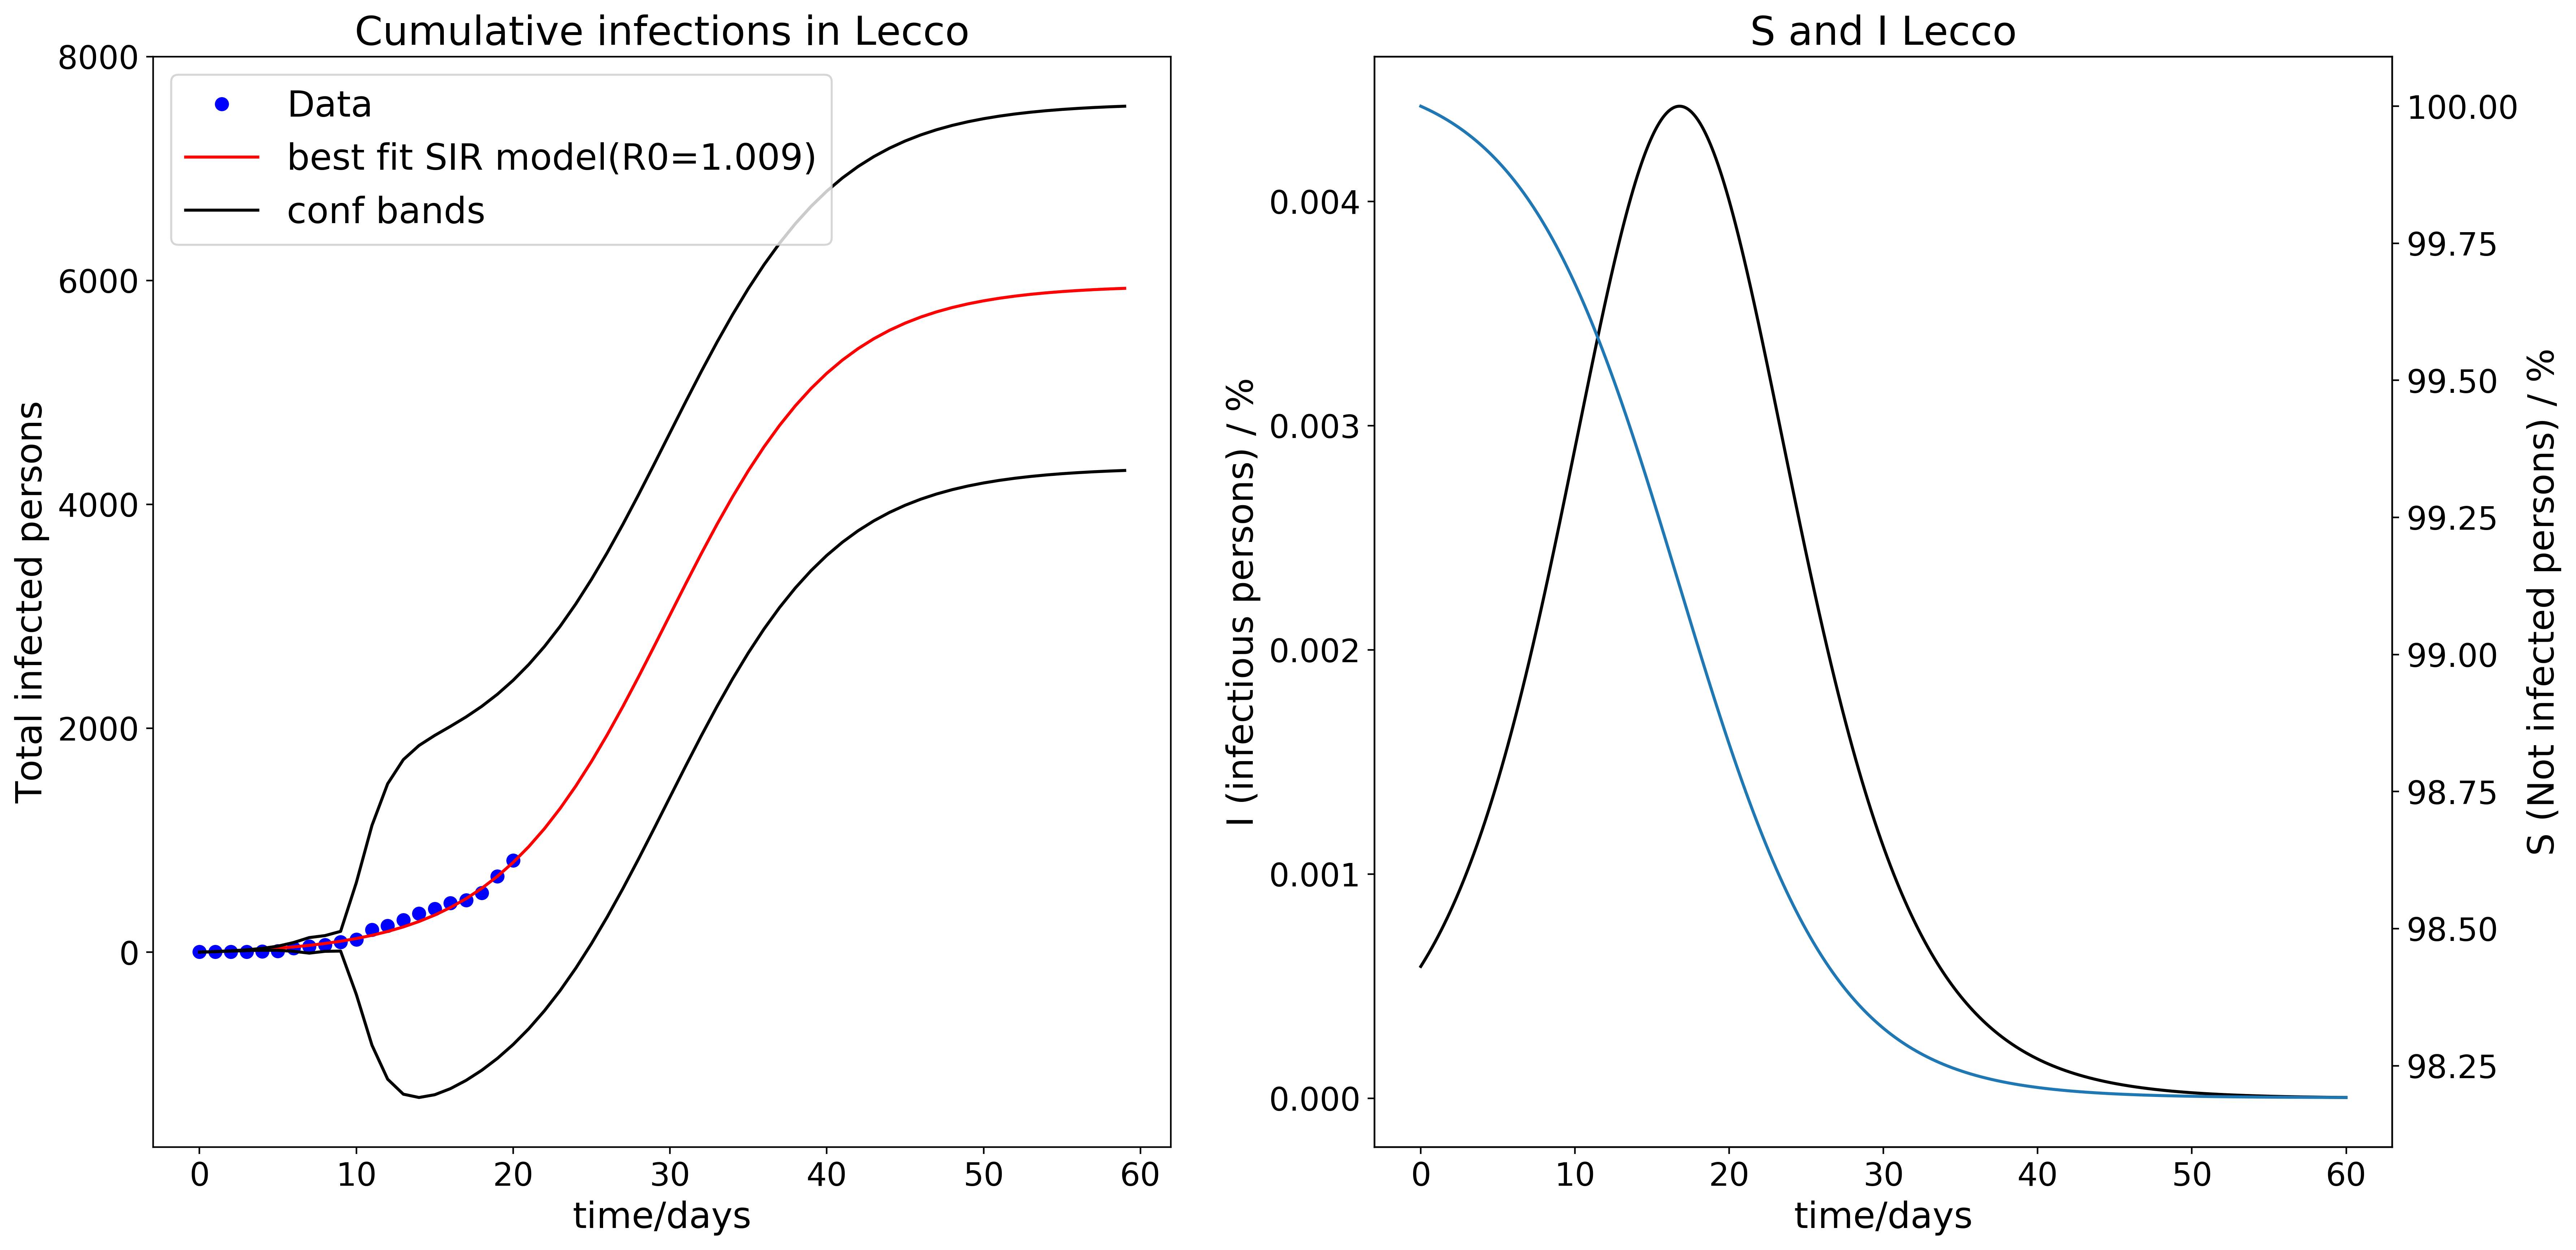 Cumulative infections in Lecco
8000
6000
4000
2000
0
Total infected persons
Data
best fit SIR model(R0=1.009)
conf bands
0 10 20 30 40 50 60
time/days
S and I Lecco
0.004
0.003
0.002
0.001
0.000
I (infectious persons) / %
100.00
99.75
99.50
99.25
99.00
98.75
98.50
98.25
S (Not infected persons) / %
0 10 20 30 40 50 60
time/days